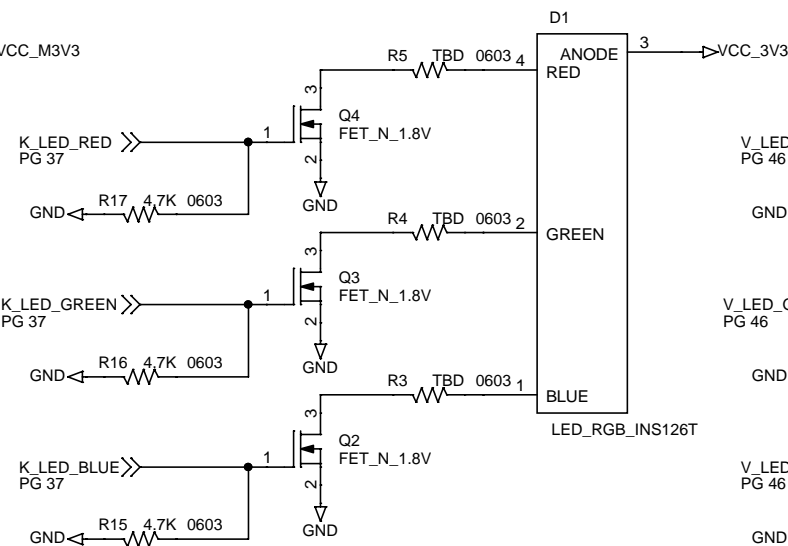 D1
VCC_M3V3
R5 TBD 0603 4
ANODE 3
VCC_3V3
RED
3
Q4
FET_N_1.8V
K_LED_RED
PG 37
1
2
V_LED
PG 46
R17 4.7K 0603
GND
GND
GND
R4 TBD 0603 2
GREEN
3
Q3
FET_N_1.8V
K_LED_GREEN
PG 37
1
2
V_LED_
PG 46
R16 4.7K 0603
GND
GND
GND
R3 TBD 0603 1
BLUE
3
LED_RGB_INS126T
Q2
FET_N_1.8V
K_LED_BLUE
PG 37
1
2
V_LED
PG 46
R15 4.7K 0603
GND
GND
GND